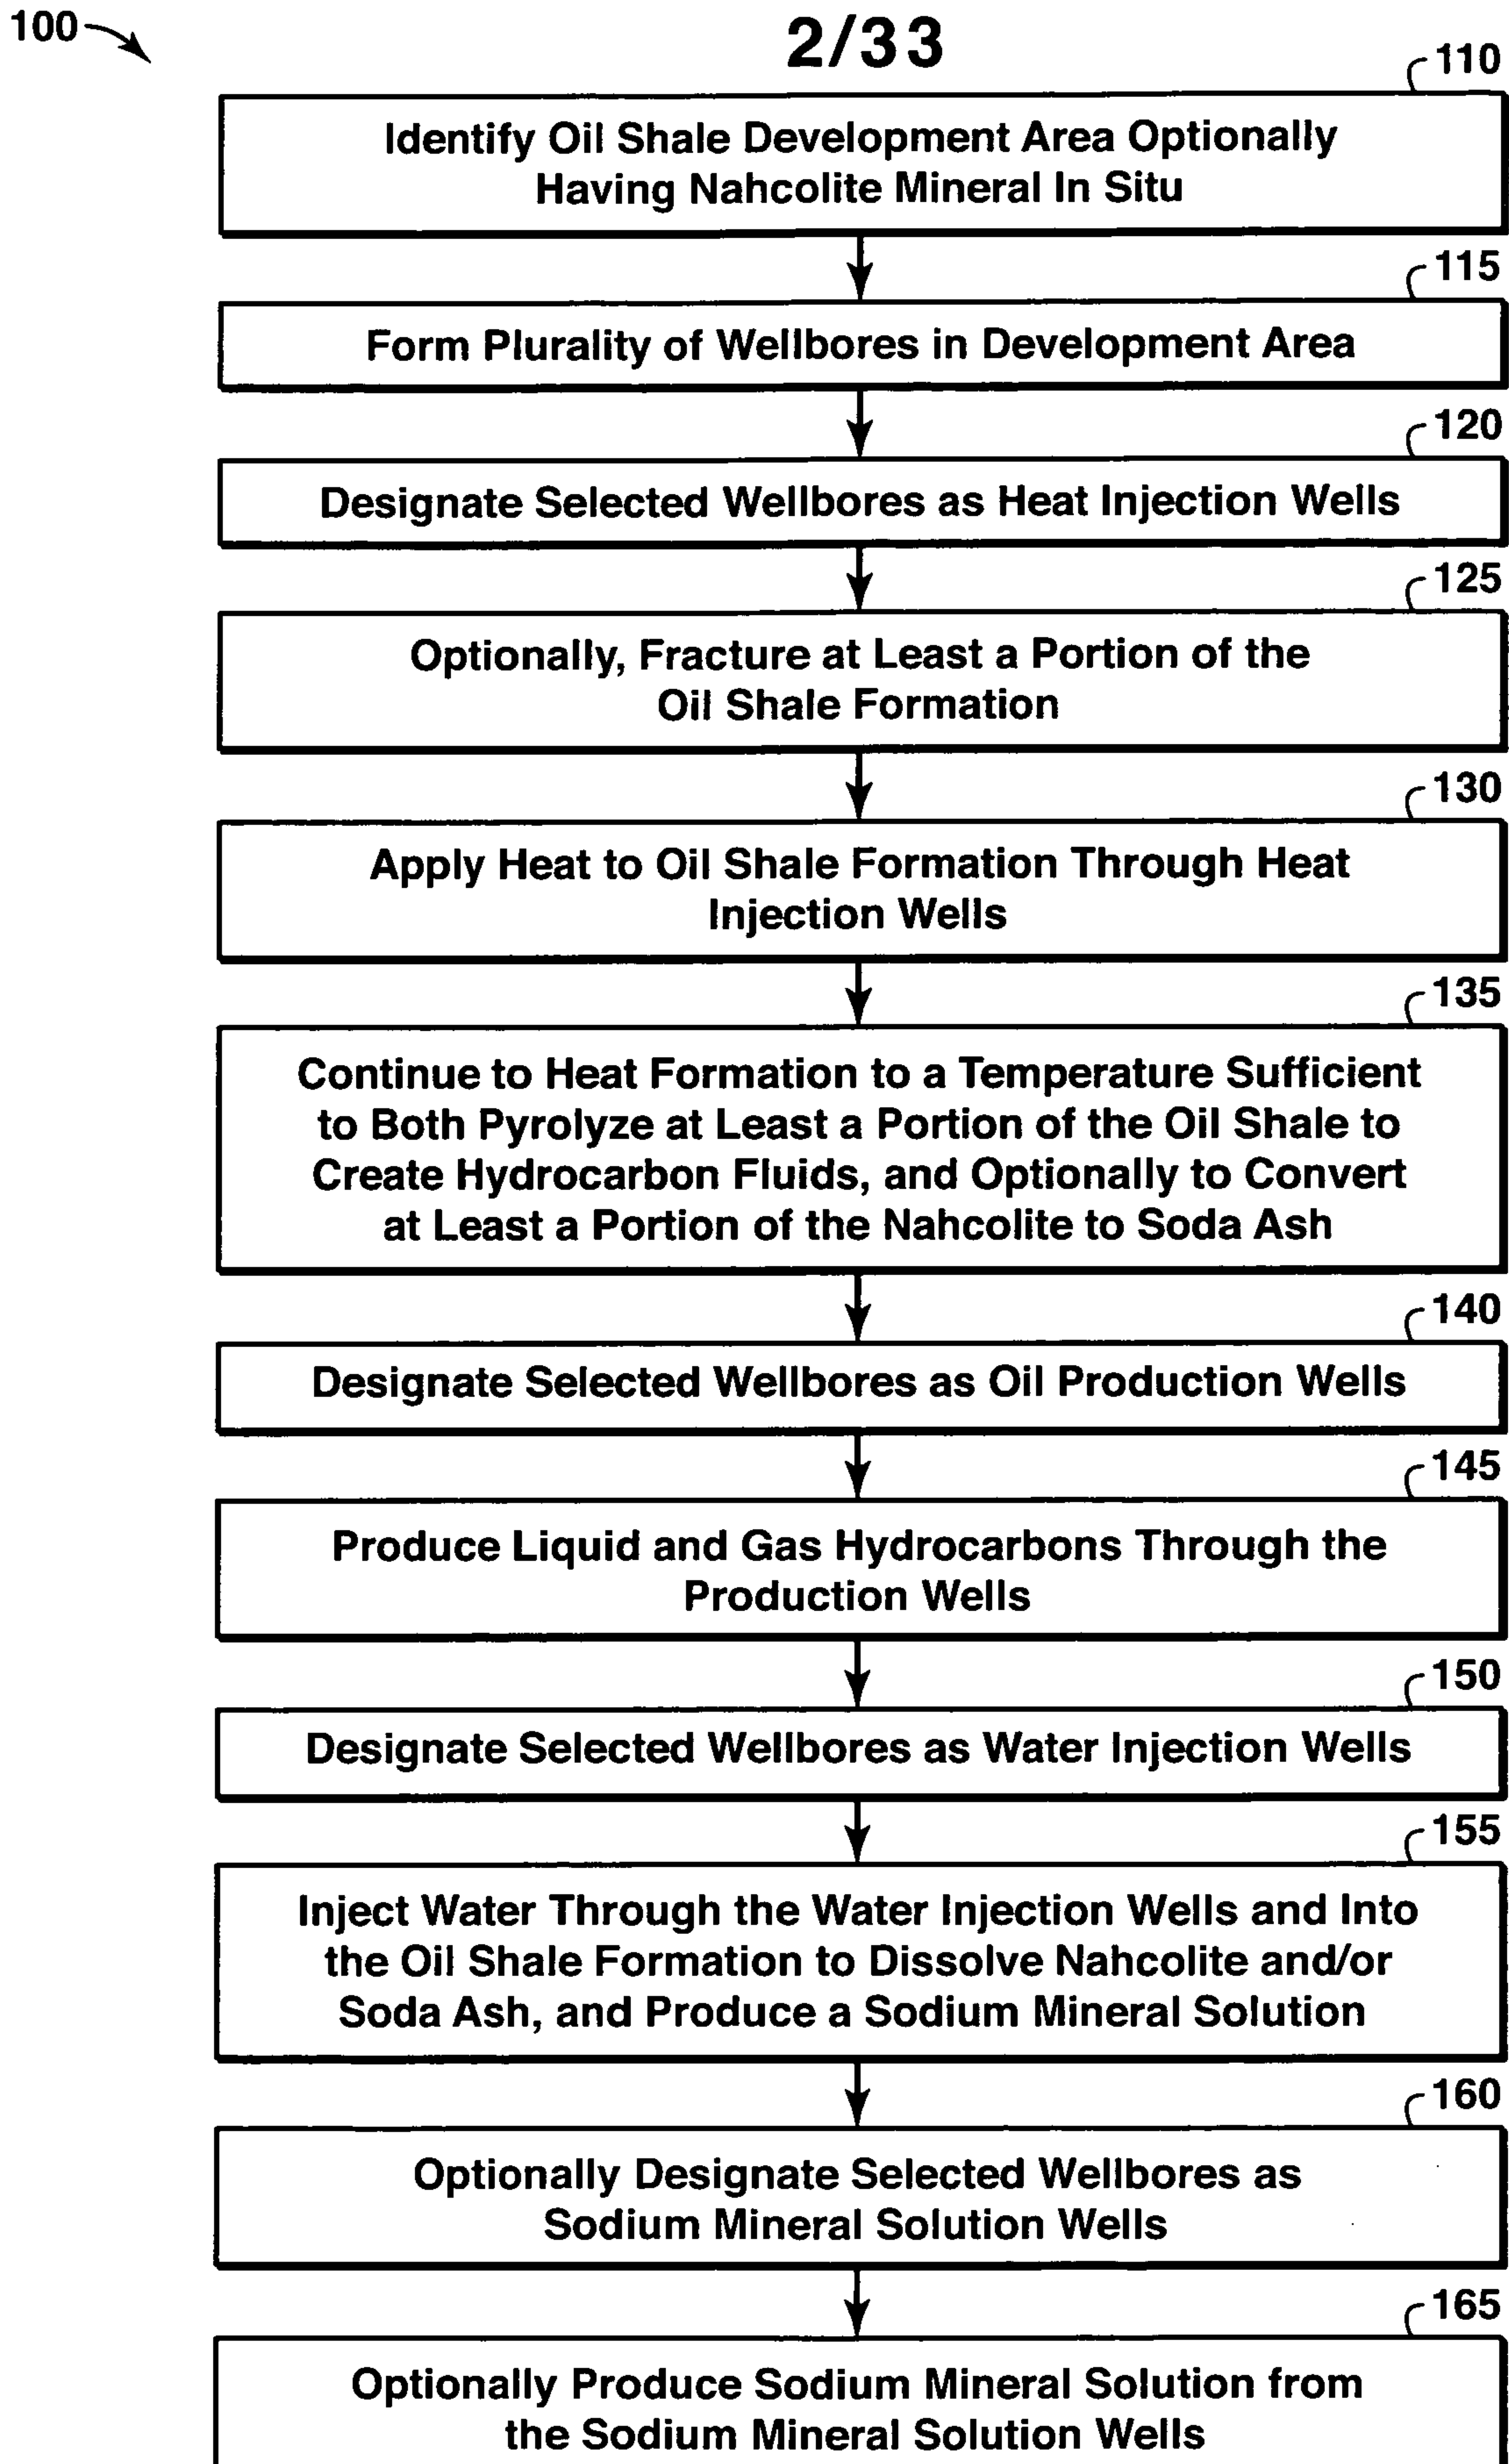 100
2/33
110
Identify Oil Shale Development Area Optionally
Having Nahcolite Mineral In Situ
115
Form Plurality of Wellbores in Development Area
120
Designate Selected Wellbores as Heat Injection Wells
125
Optionally, Fracture at Least a Portion of the
Oil Shale Formation
130
Apply Heat to Oil Shale Formation Through Heat
Injection Wells
135
Continue to Heat Formation to a Temperature Sufficient
to Both Pyrolyze at Least a Portion of the Oil Shale to
Create Hydrocarbon Fluids, and Optionally to Convert
at Least a Portion of the Nahcolite to Soda Ash
140
Designate Selected Wellbores as Oil Production Wells
145
Produce Liquid and Gas Hydrocarbons Through the
Production Wells
150
Designate Selected Wellbores as Water Injection Wells
155
Inject Water Through the Water Injection Wells and Into
the Oil Shale Formation to Dissolve Nahcolite and/or
Soda Ash, and Produce a Sodium Mineral Solution
160
Optionally Designate Selected Wellbores as
Sodium Mineral Solution Wells
165
Optionally Produce Sodium Mineral Solution from
the Sodium Mineral Solution Wells